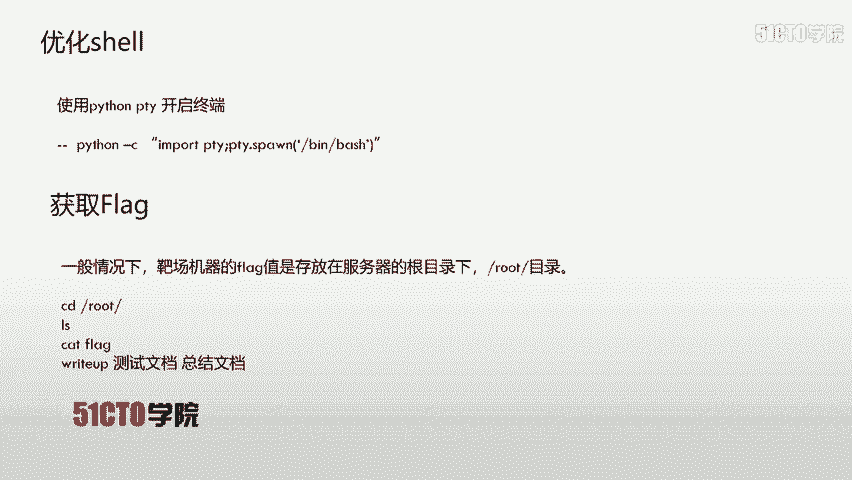 51CTO学院
优化shell
使用python pty 开启终端
-- python –c “import pty;pty.spawn('/bin/bash')”
获取Flag
一般情况下，靶场机器的flag值是存放在服务器的根目录下，/root/目录。
cd /root/
ls
cat flag
writeup 测试文档 总结文档
51CTO学院